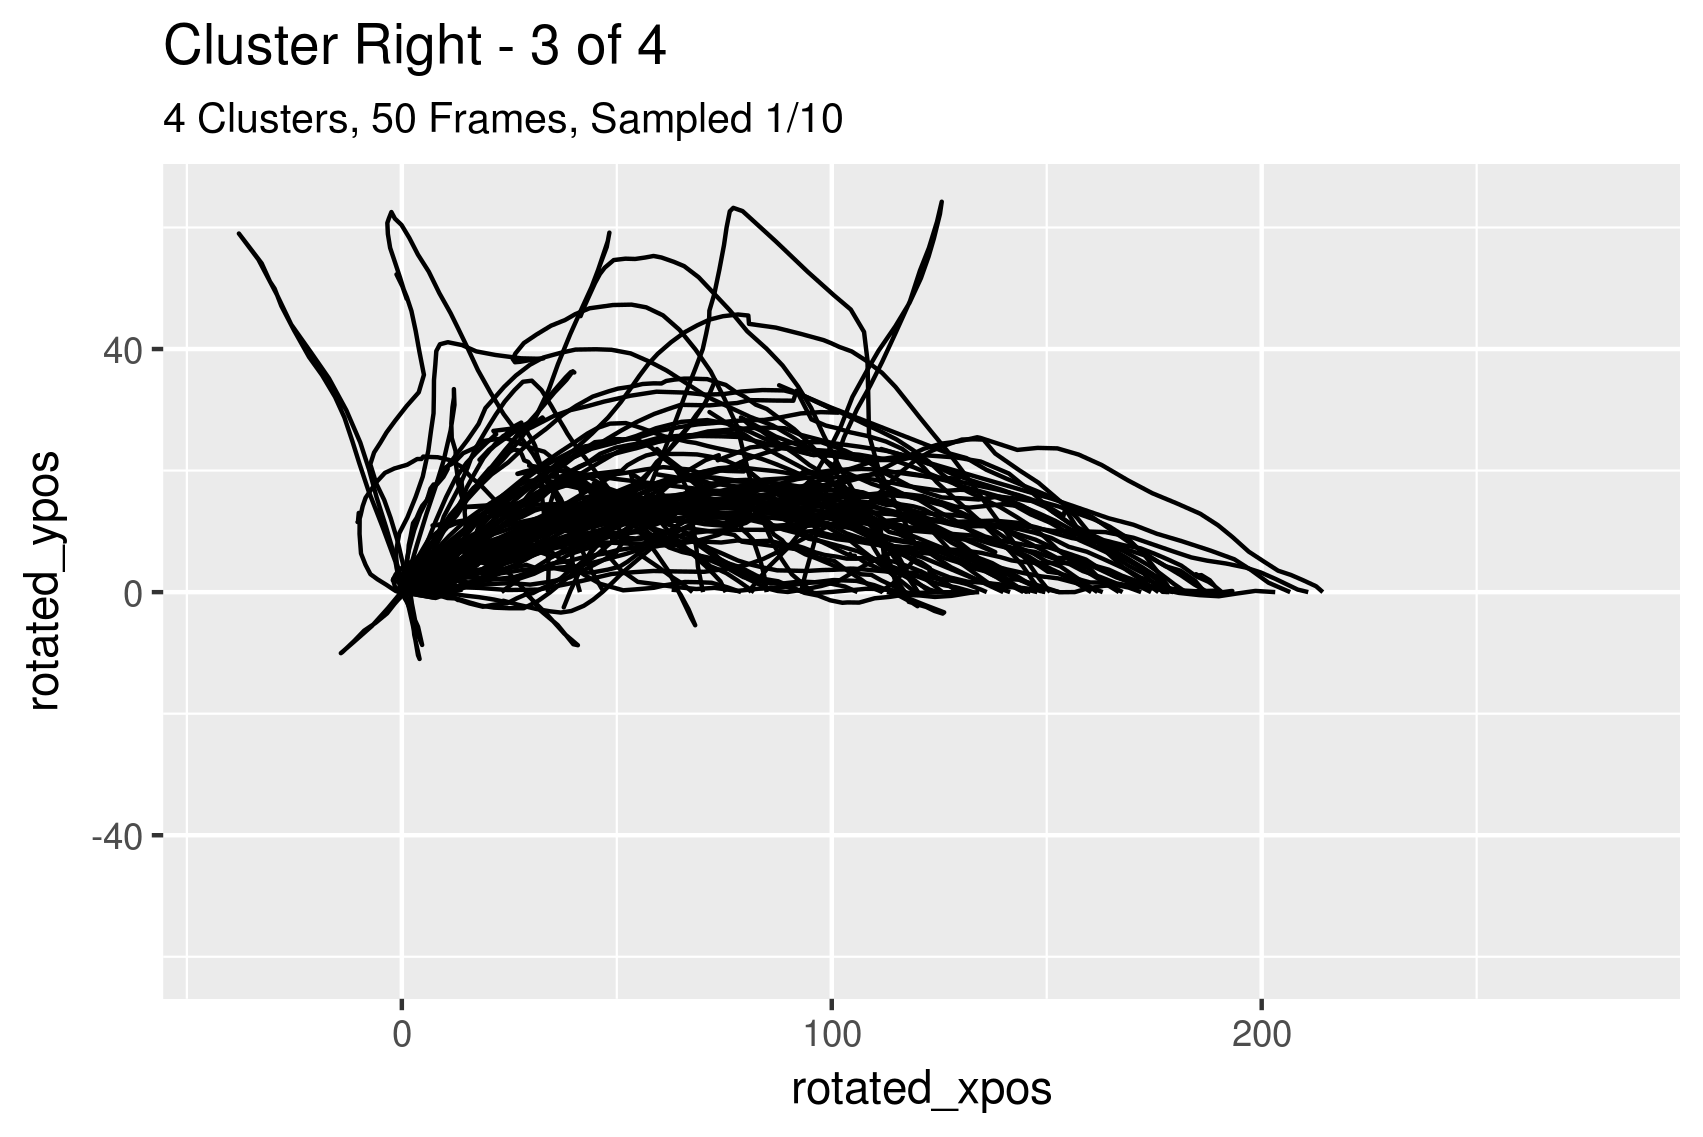 Cluster Right - 3 of 4
4 Clusters, 50 Frames, Sampled 1/10
rotated_ypos
40
0
-40
0
100
200
rotated_xpos